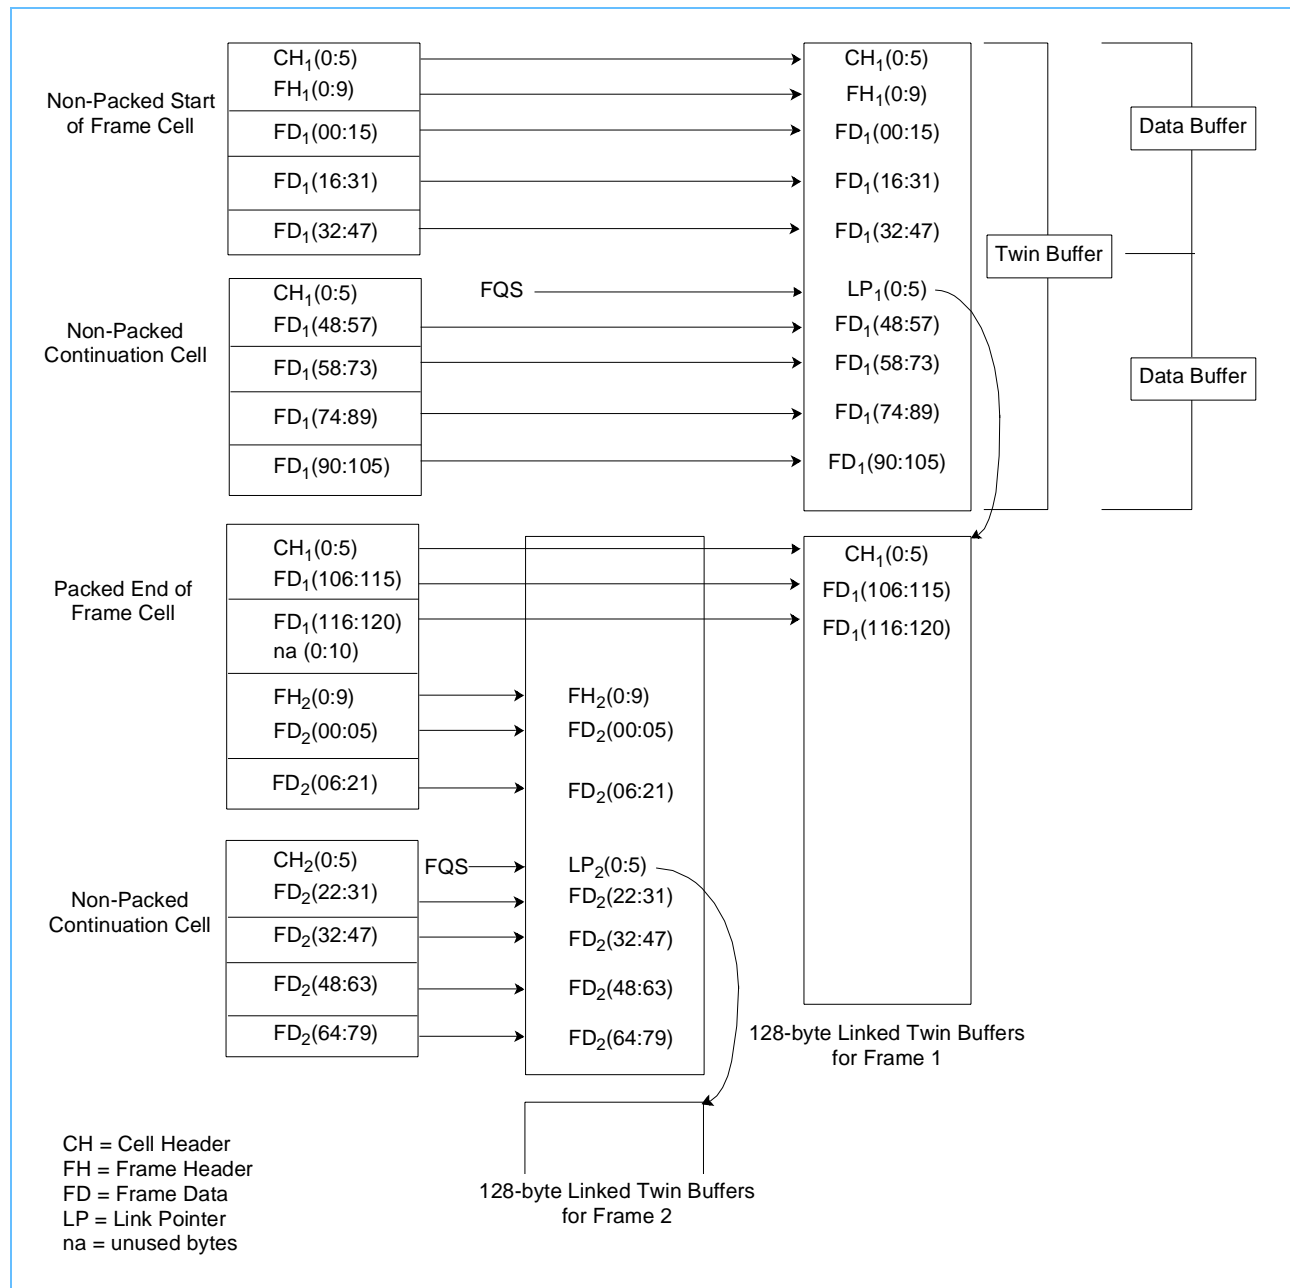 Non-Packed Start
of Frame Cell
CH1(0:5)
FH1(0:9)
FD1(00:15)
FD1(16:31)
FD1(32:47)
CH1(0:5)
FH1(0:9)
FD1(00:15)
FD1(16:31)
FD1(32:47)
Data Buffer
Twin Buffer
Non-Packed
Continuation Cell
CH1(0:5)
FD1(48:57)
FD1(58:73)
FD1(74:89)
FD1(90:105)
FQS
LP1(0:5)
FD1(48:57)
FD1(58:73)
FD1(74:89)
FD1(90:105)
Data Buffer
Packed End of
Frame Cell
CH1(0:5)
FD1(106:115)
FD1(116:120)
na (0:10)
FH2(0:9)
FD2(00:05)
FD2(06:21)
FH2(0:9)
FD2(00:05)
FD2(06:21)
CH1(0:5)
FD1(106:115)
FD1(116:120)
Non-Packed
Continuation Cell
CH2(0:5)
FD2(22:31)
FD2(32:47)
FD2(48:63)
FD2(64:79)
FQS
LP2(0:5)
FD2(22:31)
FD2(32:47)
FD2(48:63)
FD2(64:79)
128-byte Linked Twin Buffers
for Frame 1
128-byte Linked Twin Buffers
for Frame 2
CH = Cell Header
FH = Frame Header
FD = Frame Data
LP = Link Pointer
na = unused bytes